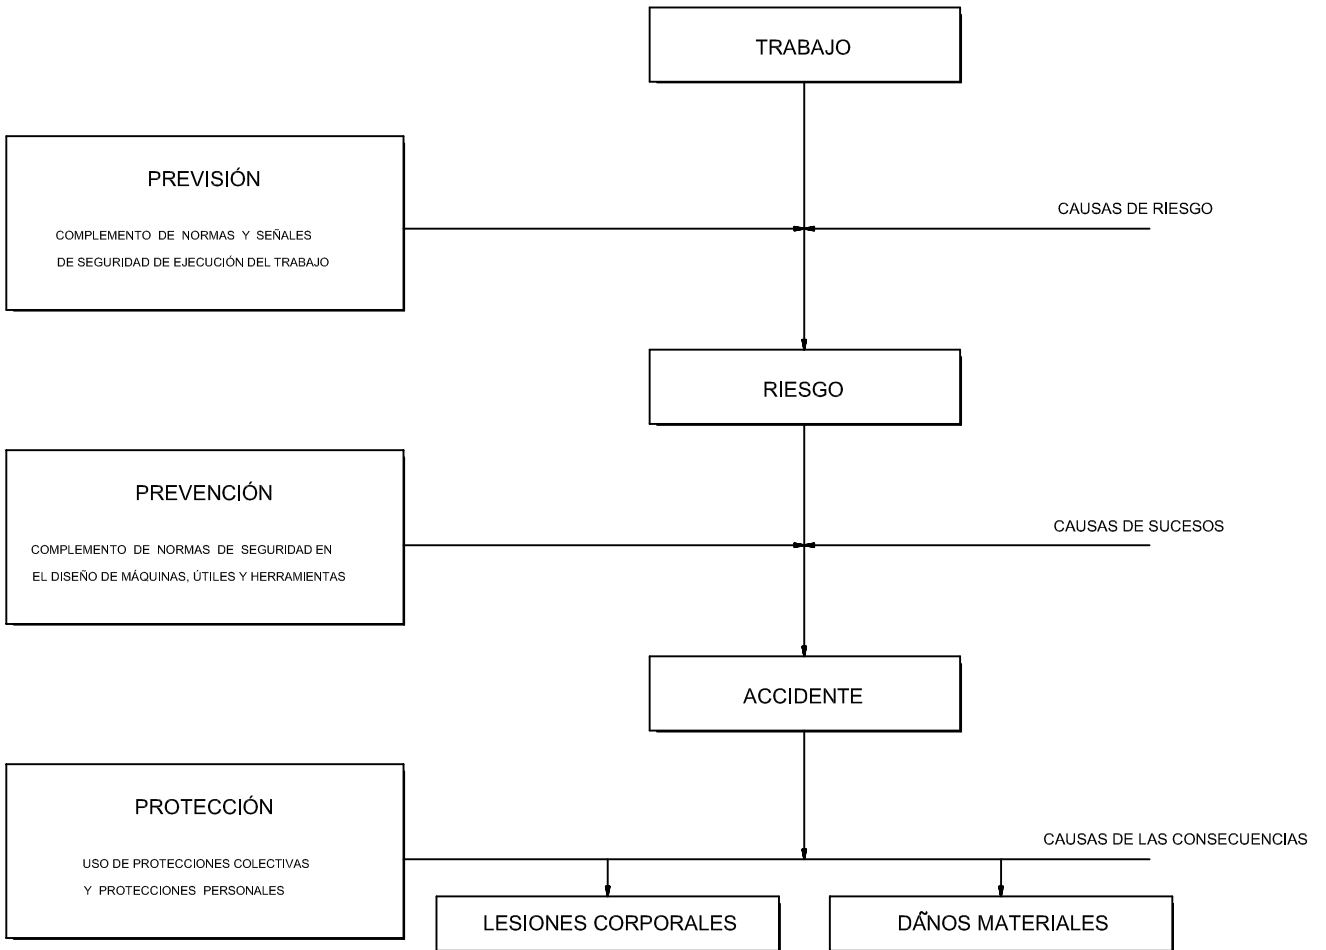 TRABAJO
PREVISIÓN
COMPLEMENTO DE NORMAS Y SEÑALES
DE SEGURIDAD DE EJECUCIÓN DEL TRABAJO
CAUSAS DE RIESGO
RIESGO
PREVENCIÓN
COMPLEMENTO DE NORMAS DE SEGURIDAD EN
EL DISEÑO DE MÁQUINAS, ÚTILES Y HERRAMIENTAS
CAUSAS DE SUCESOS
ACCIDENTE
PROTECCIÓN
USO DE PROTECCIONES COLECTIVAS
Y PROTECCIONES PERSONALES
CAUSAS DE LAS CONSECUENCIAS
LESIONES CORPORALES
DAÑOS MATERIALES